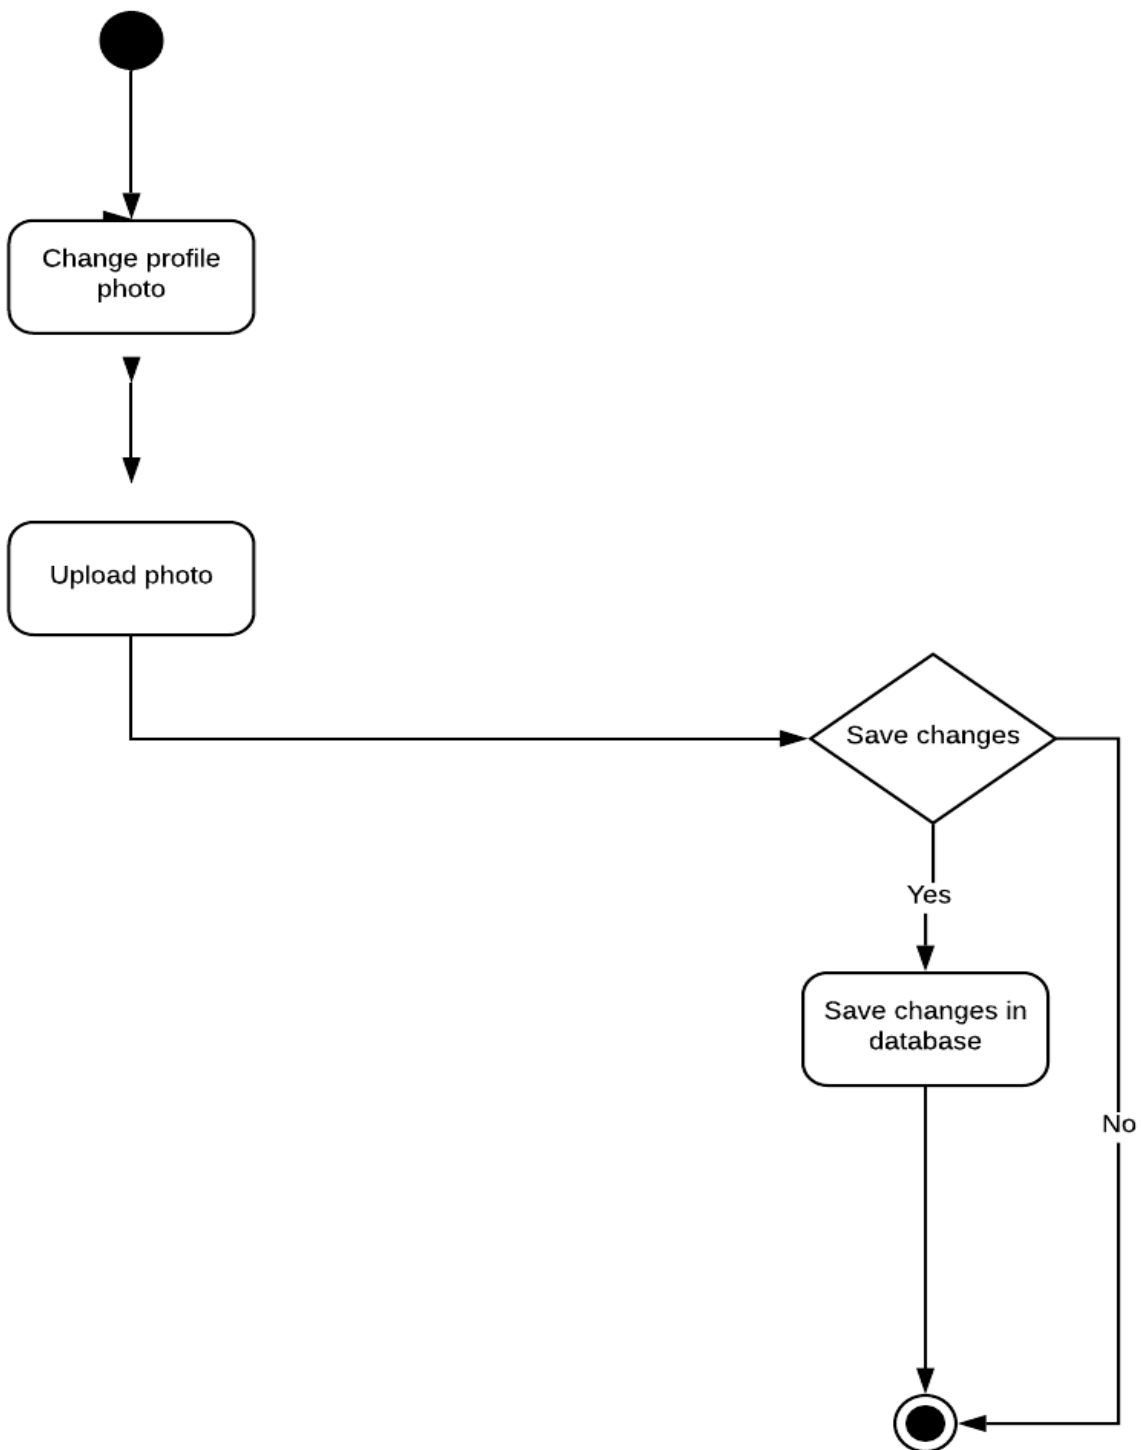 Change profile
photo
Upload photo
Save changes
Yes
Save changes in
database
No